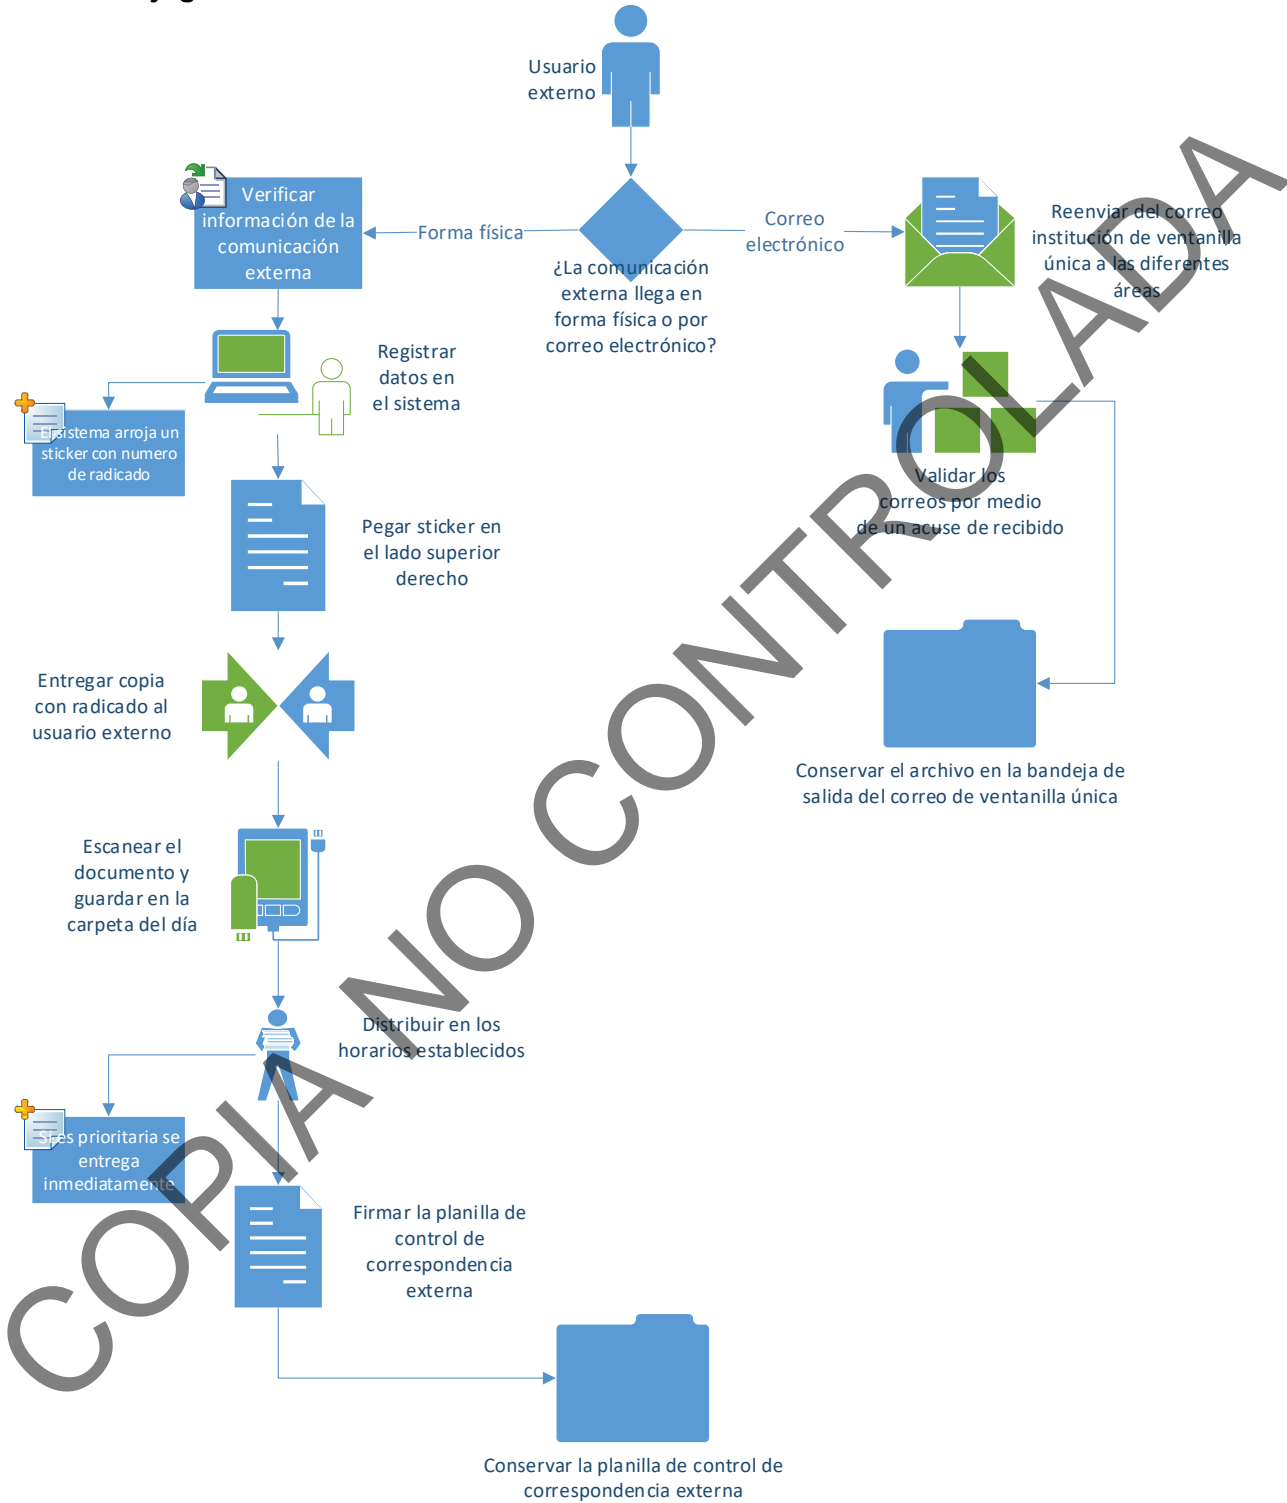 Usuario
externo
Verificar
información de la
comunicación
externa
Forma física
¿La comunicación
externa llega en
forma física o por
correo electrónico?
Correo
electrónico
Reenviar del correo
institución de ventanilla
única a las diferentes
áreas
Registrar
datos en
el sistema
El sistema arroja un
sticker con numero
de radicado
Validar los
correos por medio
de un acuse de recibido
Pegar sticker en
el lado superior
derecho
Entregar copia
con radicado al
usuario externo
Conservar el archivo en la bandeja de
salida del correo de ventanilla única
Escanear el
documento y
guardar en la
carpeta del día
Distribuir en los
horarios establecidos
Si es prioritaria se
entrega
inmediatamente
Firmar la planilla de
control de
correspondencia
externa
Conservar la planilla de control de
correspondencia externa
COPIA NO CONTROLADA